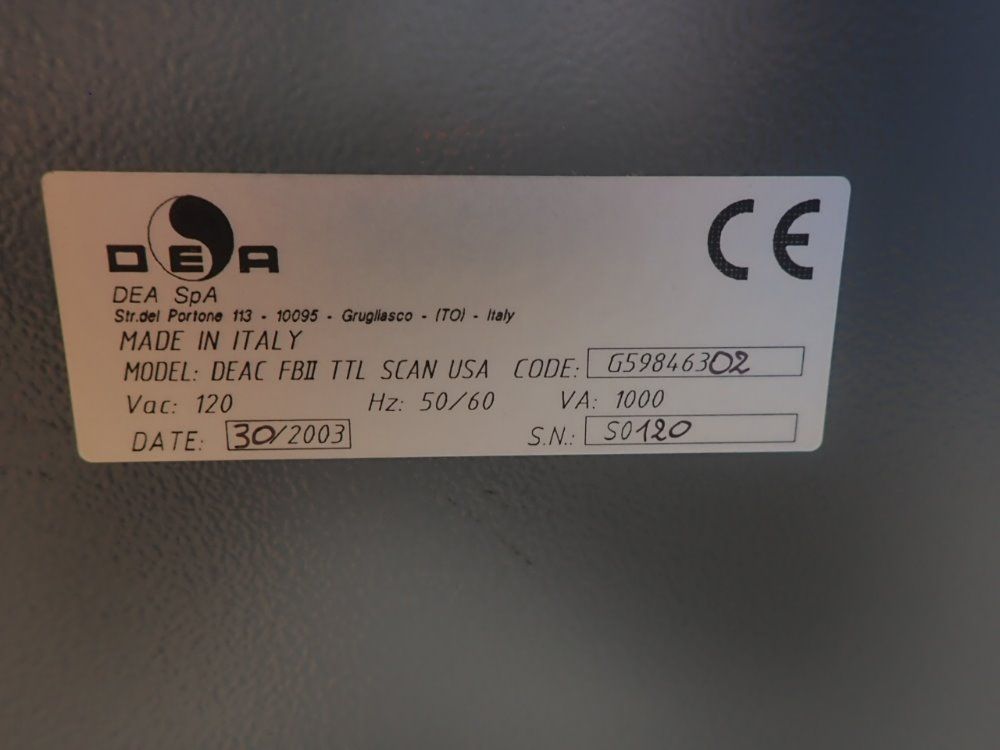 DEA
CE
DEA SpA
Str.del Portone 113 - 10095 - Grugliasco - (TO) - Italy
MADE IN ITALY
MODEL: DEAC FBII TTL SCAN USA CODE: G59846302
Vac: 120 Hz: 50/60 VA: 1000
DATE: 30/2003 S.N.: S0120